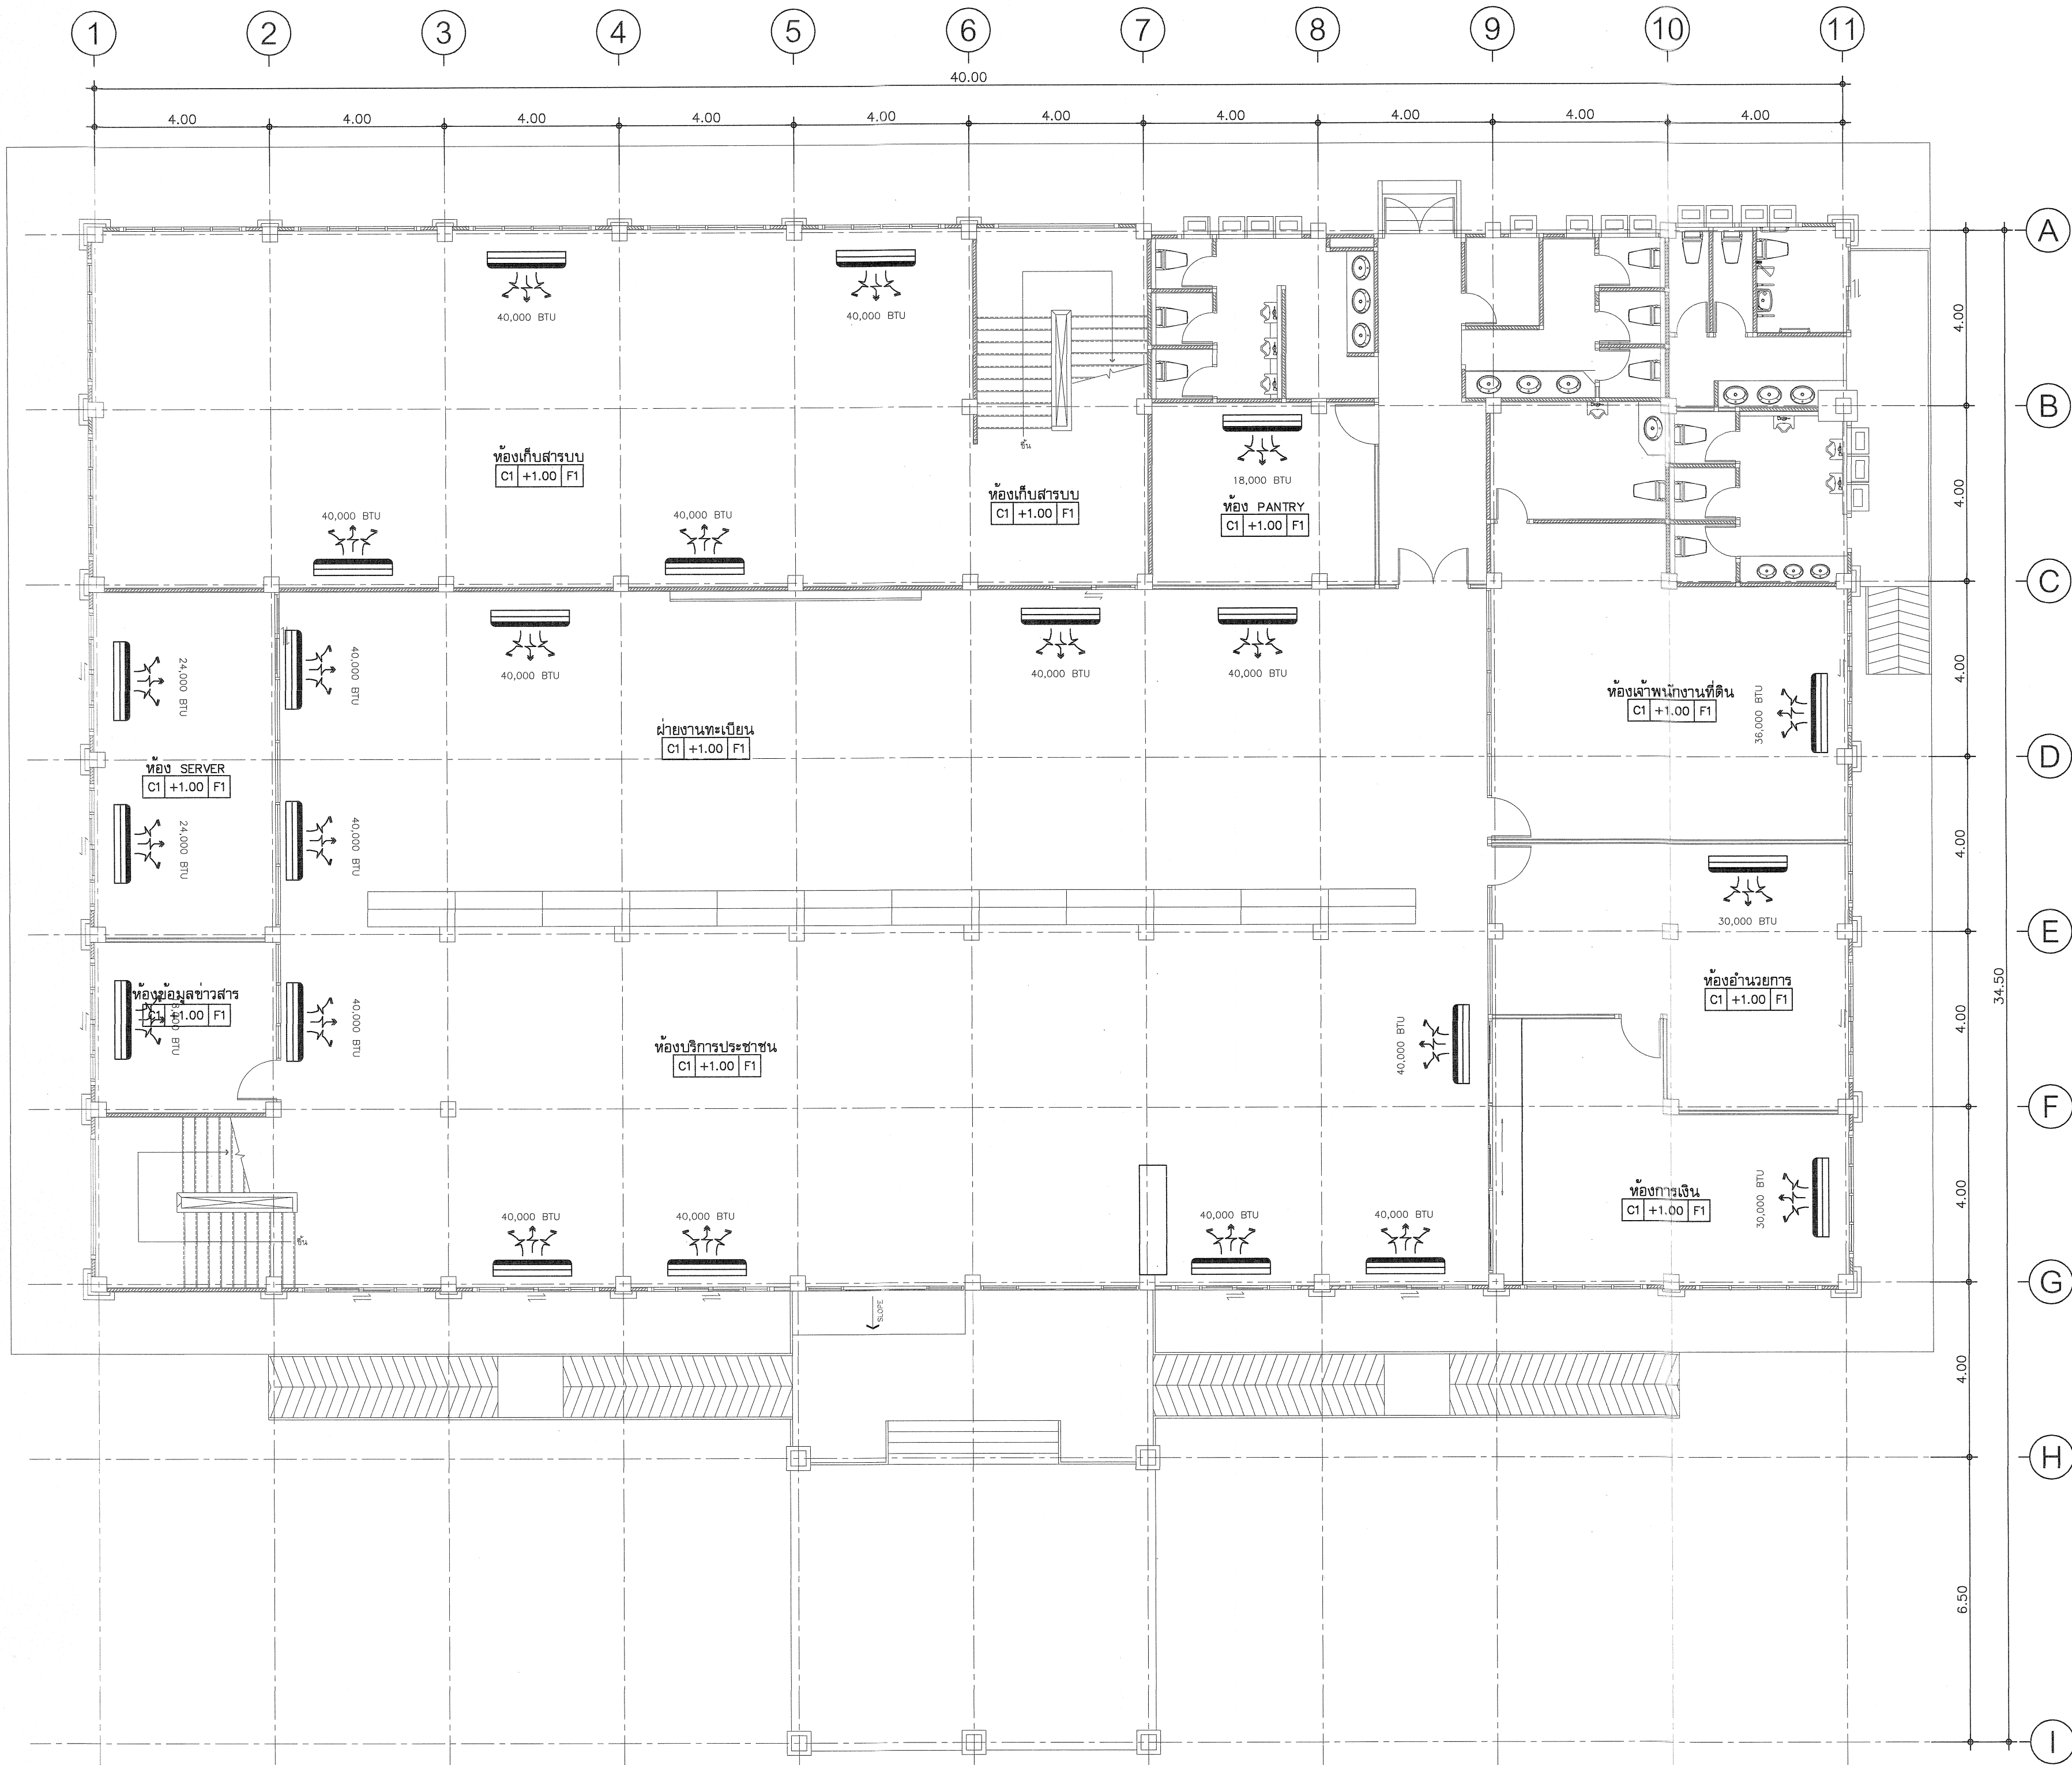 1 2 3 4 5 6 7 8 9 10 11
40.00
4.00 4.00 4.00 4.00 4.00 4.00 4.00 4.00 4.00 4.00
A
40,000 BTU 40,000 BTU
4.00
B
ขึ้น
ห้องเก็บสารบบ
C1 +1.00 F1
18,000 BTU
ห้องเก็บสารบบ
C1 +1.00 F1
ห้อง PANTRY
C1 +1.00 F1
4.00
40,000 BTU 40,000 BTU
C
24,000 BTU
40,000 BTU
40,000 BTU
40,000 BTU
40,000 BTU
ห้องเจ้าพนักงานที่ดิน
C1 +1.00 F1
36,000 BTU
4.00
ฝ่ายงานทะเบียน
C1 +1.00 F1
D
ห้อง SERVER
C1 +1.00 F1
24,000 BTU
40,000 BTU
4.00
30,000 BTU
E
ห้องข้อมูลข่าวสาร
C1 +1.00 F1
40,000 BTU
ห้องบริการประชาชน
C1 +1.00 F1
40,000 BTU
ห้องอำนวยการ
C1 +1.00 F1
4.00
34.50
F
ห้องการเงิน
C1 +1.00 F1
30,000 BTU
4.00
40,000 BTU 40,000 BTU 40,000 BTU 40,000 BTU
ขึ้น
G
SLOPE
4.00
H
6.50
I